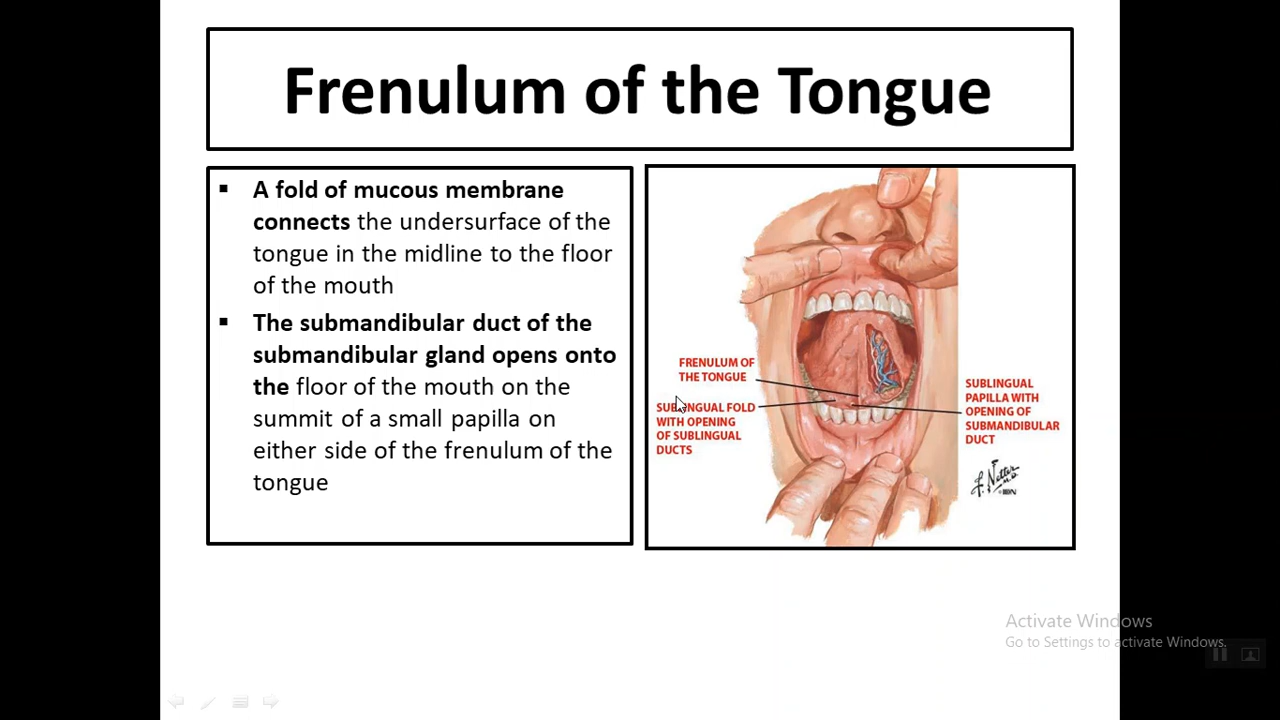 Frenulum of the Tongue
▪ A fold of mucous membrane
connects the undersurface of the
tongue in the midline to the floor
of the mouth
▪ The submandibular duct of the
submandibular gland opens onto
the floor of the mouth on the
summit of a small papilla on
either side of the frenulum of the
tongue
FRENULUM OF
THE TONGUE
SUBLINGUAL FOLD
WITH OPENING
OF SUBLINGUAL
DUCTS
SUBLINGUAL
PAPILLA WITH
OPENING OF
SUBMANDIBULAR
DUCT
F. Netter
Activate Windows
Go to Settings to activate Windows.